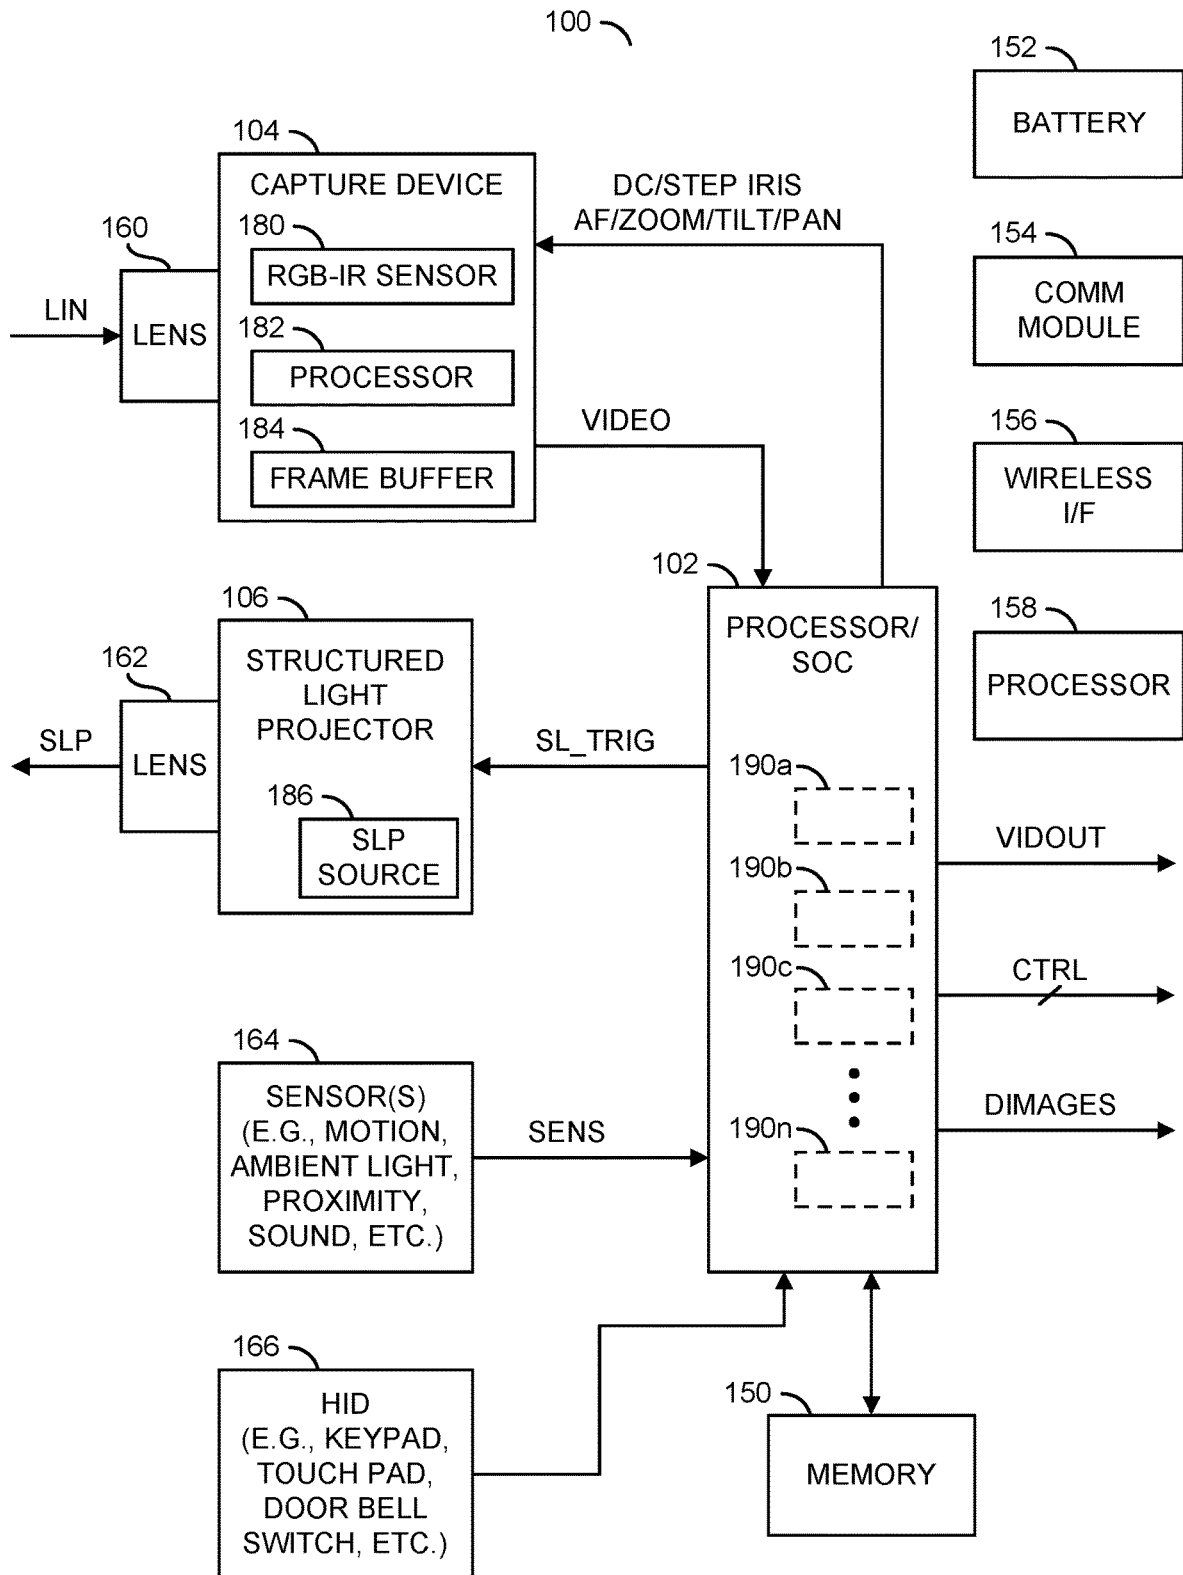 100
152
BATTERY
104
CAPTURE DEVICE
180
RGB-IR SENSOR
182
PROCESSOR
184
FRAME BUFFER
160
LENS
LIN
DC/STEP IRIS
AF/ZOOM/TILT/PAN
VIDEO
154
COMM
MODULE
156
WIRELESS
I/F
158
PROCESSOR
106
STRUCTURED
LIGHT
PROJECTOR
186
SLP
SOURCE
162
LENS
SLP
SL_TRIG
102
PROCESSOR/
SOC
190a
190b
190c
190n
VIDOUT
CTRL
DIMAGES
164
SENSOR(S)
(E.G., MOTION,
AMBIENT LIGHT,
PROXIMITY,
SOUND, ETC.)
SENS
166
HID
(E.G., KEYPAD,
TOUCH PAD,
DOOR BELL
SWITCH, ETC.)
150
MEMORY